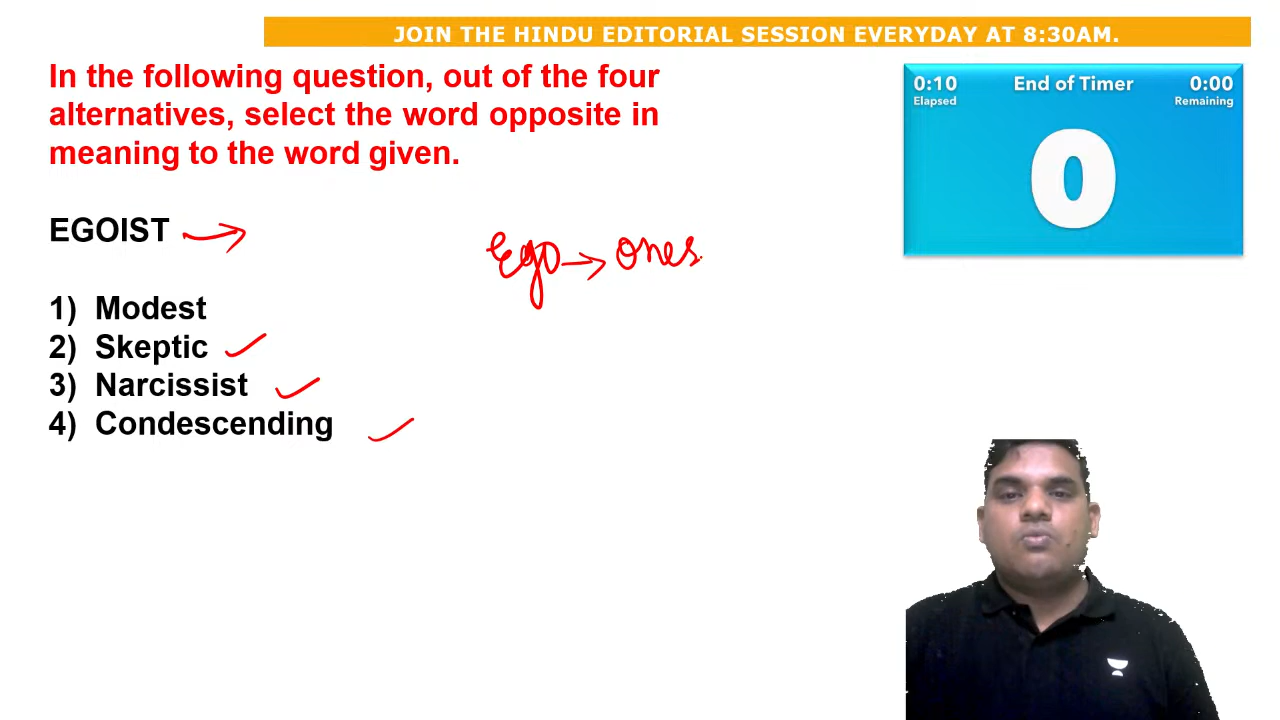 JOIN THE HINDU EDITORIAL SESSION EVERYDAY AT 8:30AM.
In the following question, out of the four
alternatives, select the word opposite in
meaning to the word given.
0:10 End of Timer 0:00
Elapsed Remaining
0
EGOIST
Ego → ones
1) Modest
2) Skeptic
3) Narcissist
4) Condescending